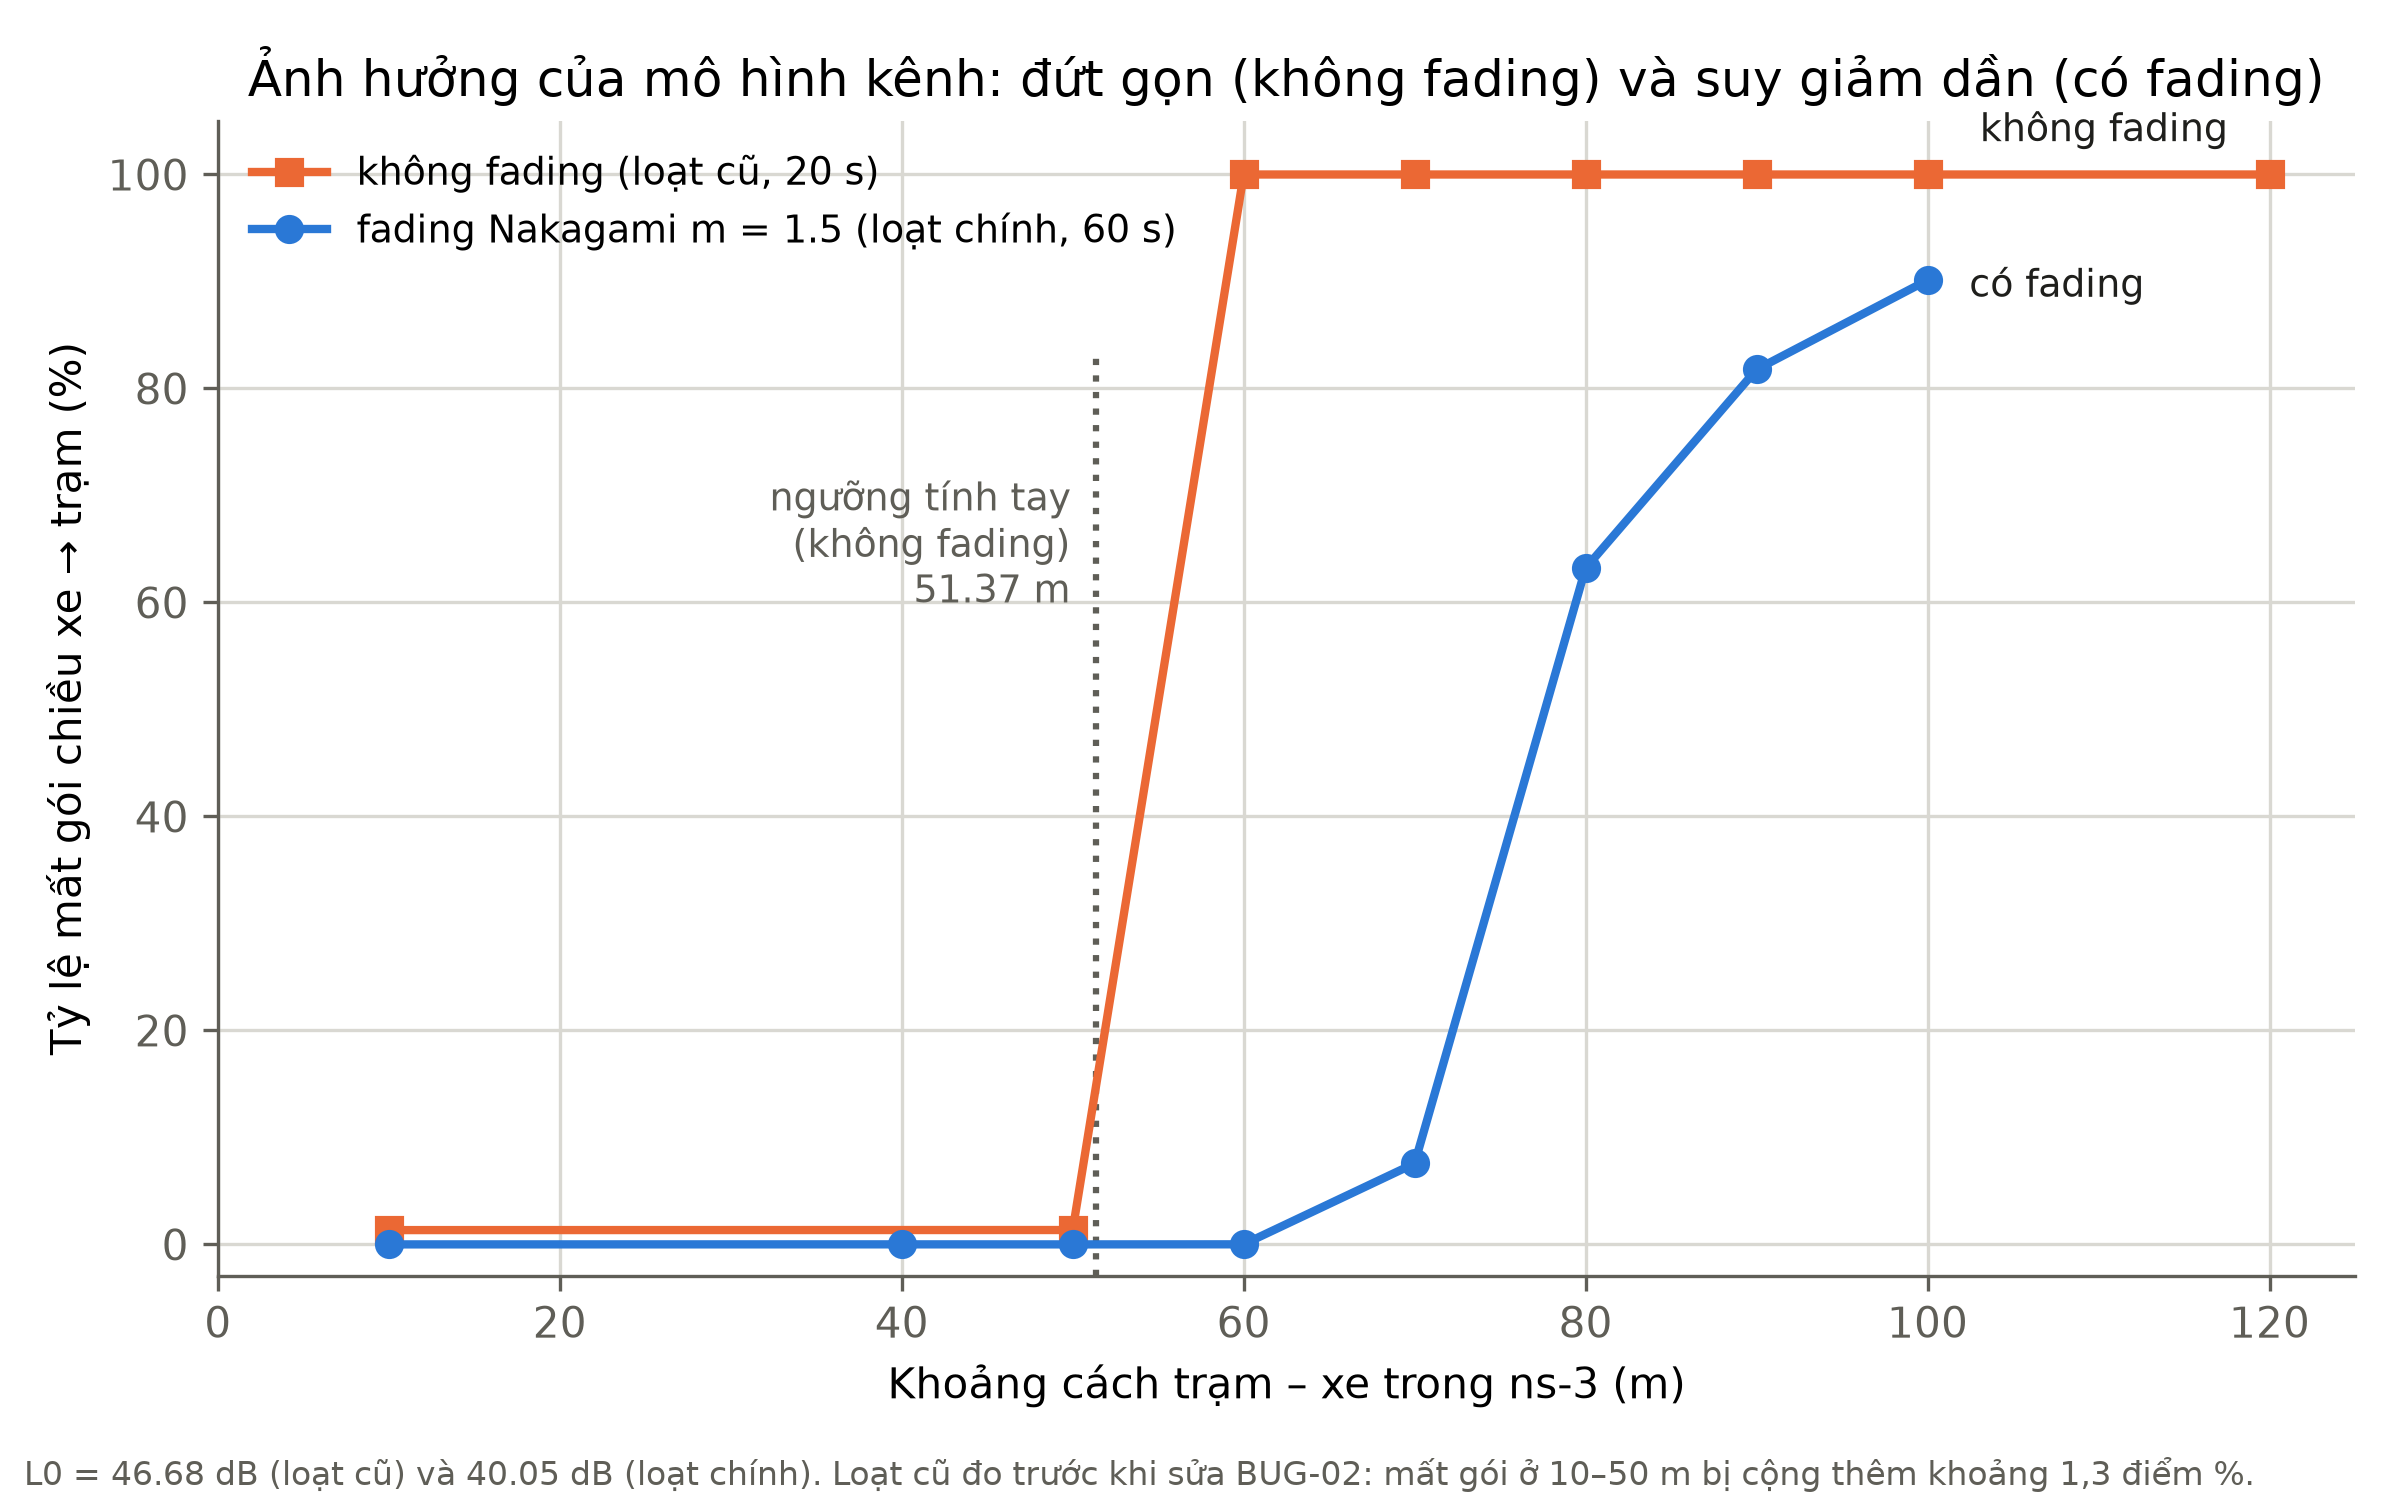 Ảnh hưởng của mô hình kênh: đứt gọn (không fading) và suy giảm dần (có fading)
không fading
không fading (loạt cũ, 20 s)
fading Nakagami m = 1.5 (loạt chính, 60 s)
có fading
ngưỡng tính tay
(không fading)
51.37 m
Tỷ lệ mất gói chiều xe → trạm (%)
100
80
60
40
20
0
0 20 40 60 80 100 120
Khoảng cách trạm – xe trong ns-3 (m)
L0 = 46.68 dB (loạt cũ) và 40.05 dB (loạt chính). Loạt cũ đo trước khi sửa BUG-02: mất gói ở 10–50 m bị cộng thêm khoảng 1,3 điểm %.